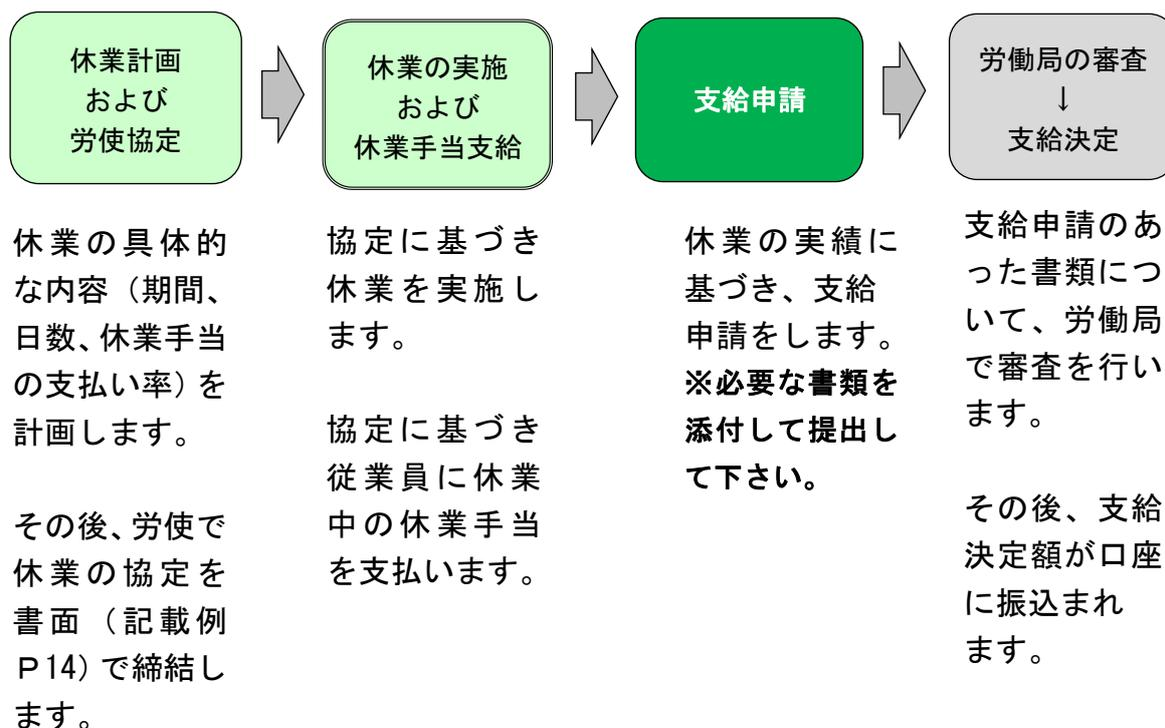 休業計画
および
労使協定
休業の実施
および
休業手当支給
支給申請
労働局の審査
↓
支給決定
休業の具体的
な内容（期間、
日数、休業手当
の支払い率）を
計画します。
その後、労使で
休業の協定を
書面（記載例
Ｐ14）で締結し
ます。
協定に基づき
休業を実施し
ます。
協定に基づき
従業員に休業
中の休業手当
を支払います。
休業の実績に
基づき、支給
申請をします。
※必要な書類を
添付して提出し
て下さい。
支給申請のあ
った書類につ
いて、労働局
で審査を行い
ます。
その後、支給
決定額が口座
に振込まれ
ます。